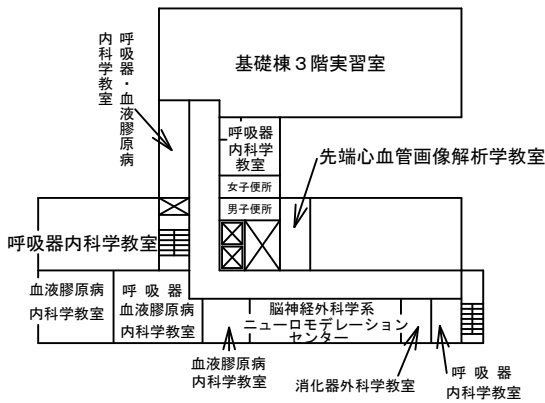 基礎棟３階実習室
呼吸器・血液膠原病
内科学教室
呼吸器
内科学
教室
先端心血管画像解析学教室
女子便所
男子便所
呼吸器内科学教室
血液膠原病
内科学教室
呼吸器
血液膠原病
内科学教室
脳神経外科学系
ニューロモデレーション
センター
血液膠原病
内科学教室
消化器外科学教室
呼吸器
内科学教室